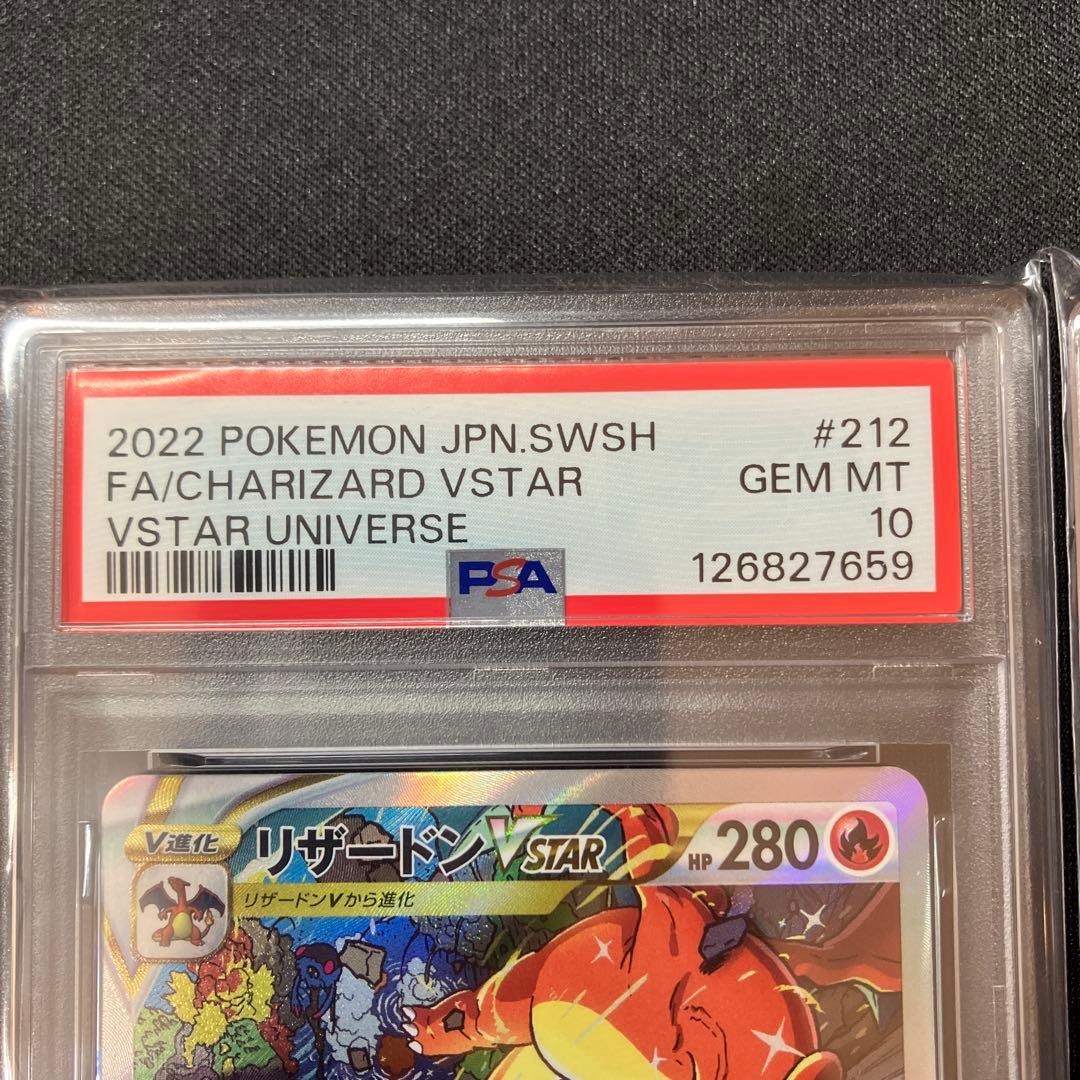 2022 POKEMON JPN.SWSH #212
FA/CHARIZARD VSTAR GEM MT
VSTAR UNIVERSE 10
PSA 126827659
V進化 リザードンVSTAR HP 280
リザードンVから進化